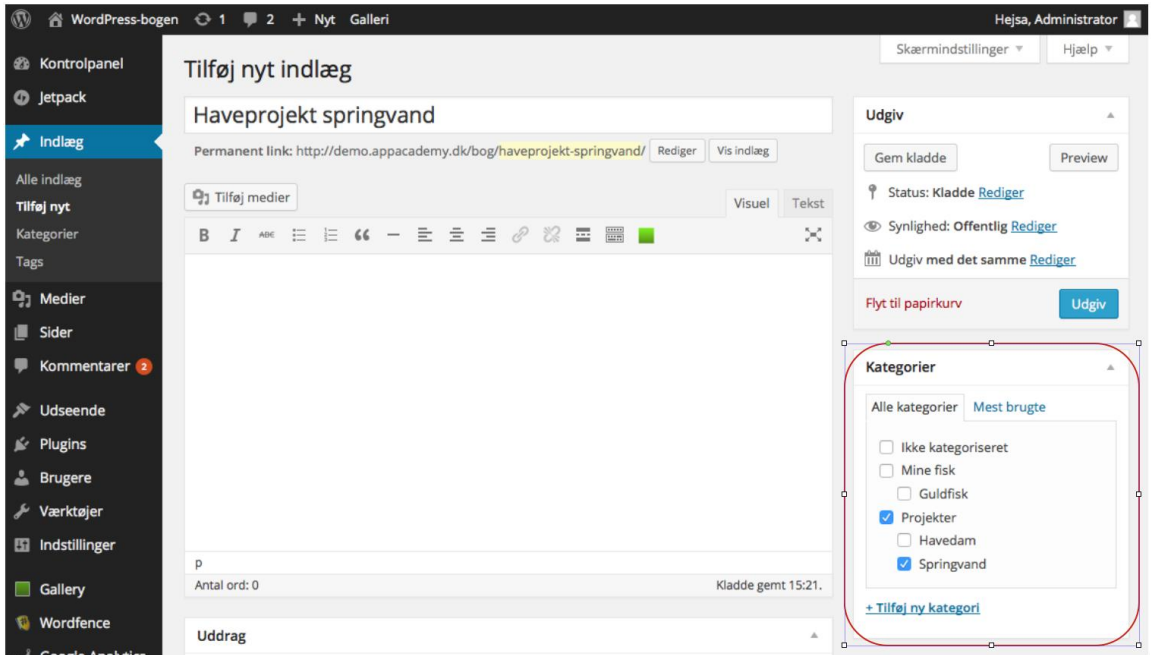 WordPress-bogen 1 2 + Nyt Galleri Hejsa, Administrator
Skærmindstillinger Hjælp
Kontrolpanel
Jetpack
Indlæg
Alle indlæg
Tilføj nyt
Kategorier
Tags
Medier
Sider
Kommentarer 2
Udseende
Plugins
Brugere
Værktøjer
Indstillinger
Gallery
Wordfence
Google Analytics
Tilføj nyt indlæg
Haveprojekt springvand
Permanent link: http://demo.appacademy.dk/bog/haveprojekt-springvand/ Rediger Vis indlæg
Tilføj medier
Visuel Tekst
B I ABC
p
Antal ord: 0 Kladde gemt 15:21.
Uddrag
Udgiv
Gem kladde Preview
Status: Kladde Rediger
Synlighed: Offentlig Rediger
Udgiv med det samme Rediger
Flyt til papirkurv Udgiv
Kategorier
Alle kategorier Mest brugte
Ikke kategoriseret
Mine fisk
Guldfisk
Projekter
Havedam
Springvand
+ Tilføj ny kategori